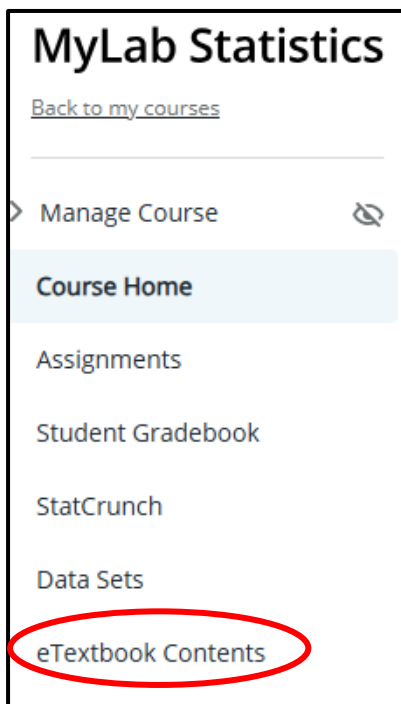 MyLab Statistics
Back to my courses
Manage Course
Course Home
Assignments
Student Gradebook
StatCrunch
Data Sets
eTextbook Contents